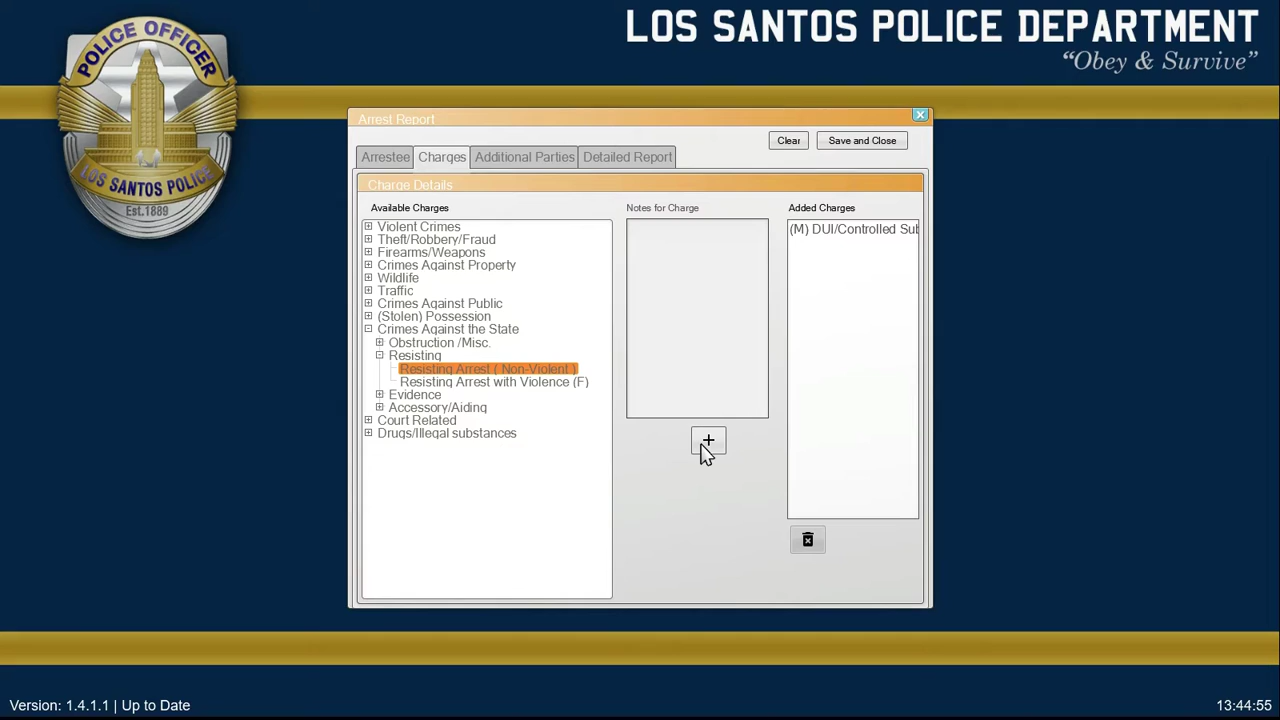 LOS SANTOS POLICE DEPARTMENT
“Obey & Survive”
POLICE OFFICER
LOS SANTOS POLICE
Est.1889
Arrest Report
Clear
Save and Close
Arrestee
Charges
Additional Parties
Detailed Report
Charge Details
Available Charges
Violent Crimes
Theft/Robbery/Fraud
Firearms/Weapons
Crimes Against Property
Wildlife
Traffic
Crimes Against Public
(Stolen) Possession
Crimes Against the State
Obstruction /Misc.
Resisting
Resisting Arrest ( Non-Violent )
Resisting Arrest with Violence (F)
Evidence
Accessory/Aiding
Court Related
Drugs/Illegal substances
Notes for Charge
+
Added Charges
(M) DUI/Controlled Sub
Version: 1.4.1.1 | Up to Date
13:44:55